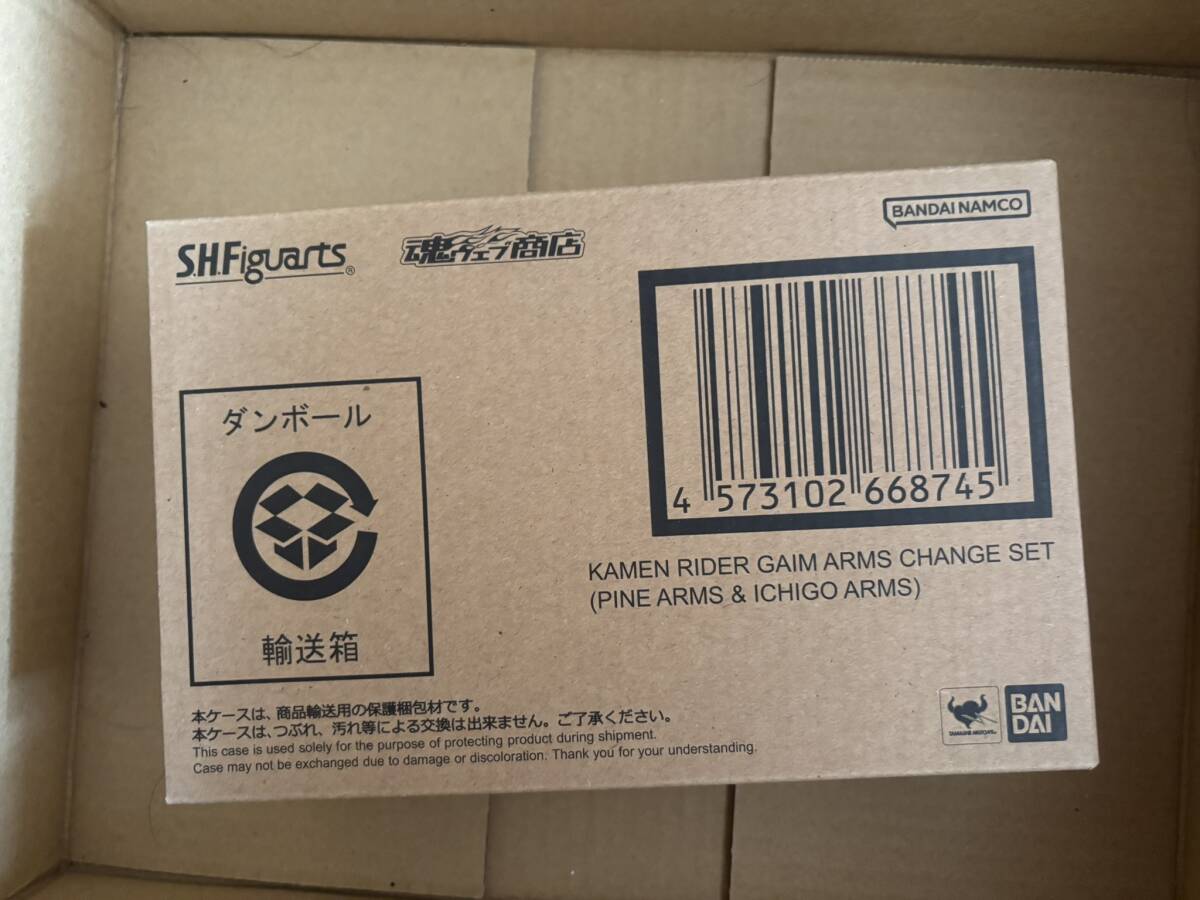 S.H.Figuarts®
魂ウェブ商店
BANDAI NAMCO
4 573102 668745
KAMEN RIDER GAIM ARMS CHANGE SET
(PINE ARMS & ICHIGO ARMS)
ダンボール
輸送箱
本ケースは、商品輸送用の保護梱包材です。
本ケースは、つぶれ、汚れ等による交換は出来ません。ご了承ください。
This case is used solely for the purpose of protecting product during shipment.
Case may not be exchanged due to damage or discoloration. Thank you for your understanding.
TAMASHII NATIONS
BAN
DAI